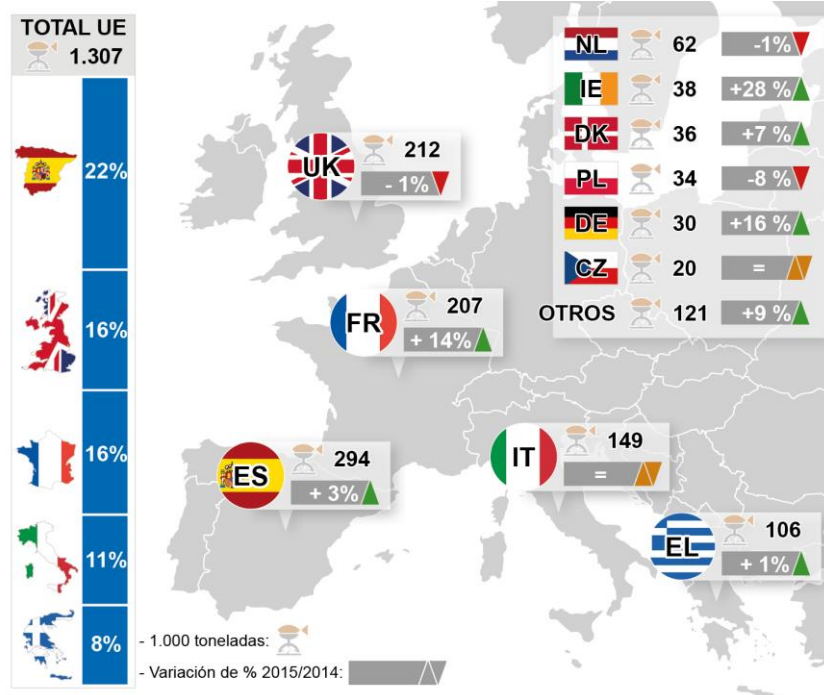 TOTAL UE
1.307
22%
16%
16%
11%
8%
UK
212
- 1%
FR
207
+ 14%
ES
294
+ 3%
IT
149
=
EL
106
+ 1%
NL 62 -1%
IE 38 +28 %
DK 36 +7 %
PL 34 -8 %
DE 30 +16 %
CZ 20 =
OTROS 121 +9 %
- 1.000 toneladas:
- Variación de % 2015/2014: